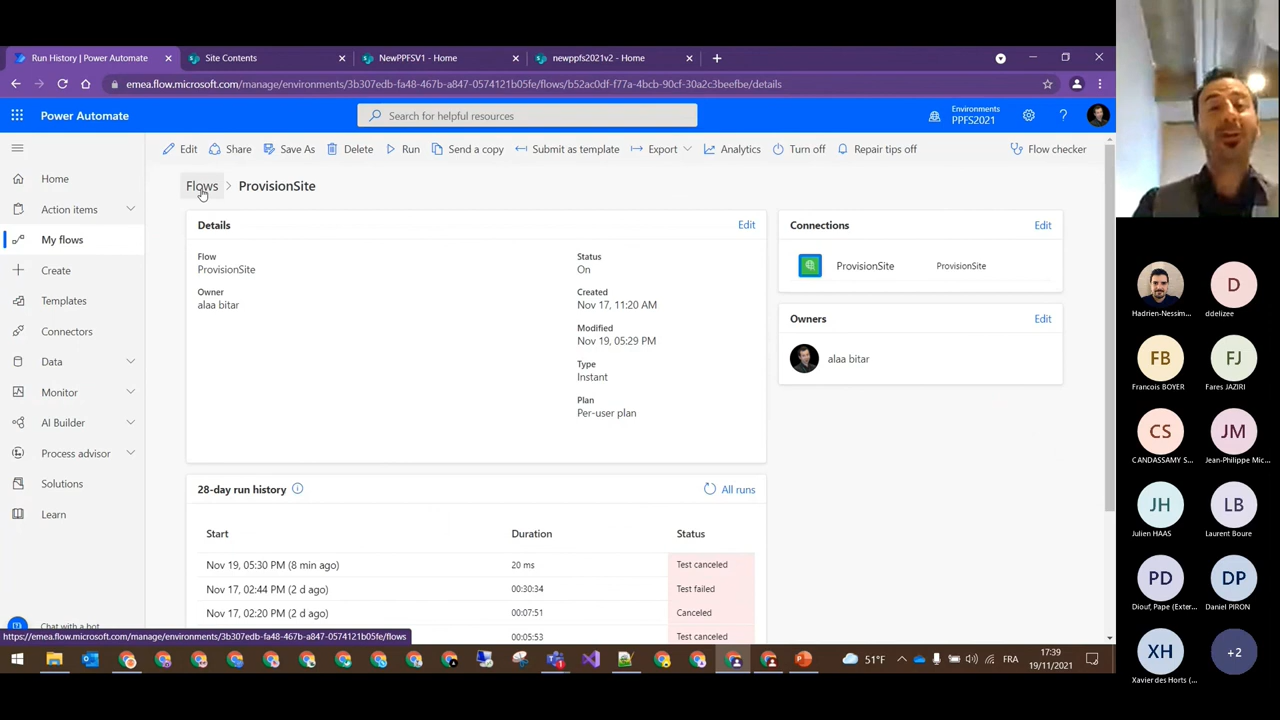 Run History | Power Automate
Site Contents
NewPPFSV1 - Home
newppfs2021v2 - Home
emea.flow.microsoft.com/manage/environments/3b307edb-fa48-467b-a847-0574121b05fe/flows/b52ac0df-f77a-4bcb-90cf-30a2c3beefbe/details
Power Automate
Search for helpful resources
Environments
PPFS2021
Edit Share Save As Delete Run Send a copy Submit as template Export Analytics Turn off Repair tips off Flow checker
Home
Action items
My flows
Create
Templates
Connectors
Data
Monitor
AI Builder
Process advisor
Solutions
Learn
Chat with a bot
Flows > ProvisionSite
Details Edit
Flow
ProvisionSite
Owner
alaa bitar
Status
On
Created
Nov 17, 11:20 AM
Modified
Nov 19, 05:29 PM
Type
Instant
Plan
Per-user plan
Connections Edit
ProvisionSite ProvisionSite
Owners Edit
alaa bitar
28-day run history All runs
Start Duration Status
Nov 19, 05:30 PM (8 min ago) 20 ms Test canceled
Nov 17, 02:44 PM (2 d ago) 00:30:34 Test failed
Nov 17, 02:20 PM (2 d ago) 00:07:51 Canceled
00:05:53 Test canceled
https://emea.flow.microsoft.com/manage/environments/3b307edb-fa48-467b-a847-0574121b05fe/flows
51°F
FRA
17:39
19/11/2021
Hadrien-Nessim...
D
ddelizee
FB
Francois BOYER
FJ
Fares JAZIRI
CS
CANDASSAMY S...
JM
Jean-Philippe Mic...
JH
Julien HAAS
LB
Laurent Boure
PD
Diouf, Pape (Exter...
DP
Daniel PIRON
XH
Xavier des Horts (...
+2